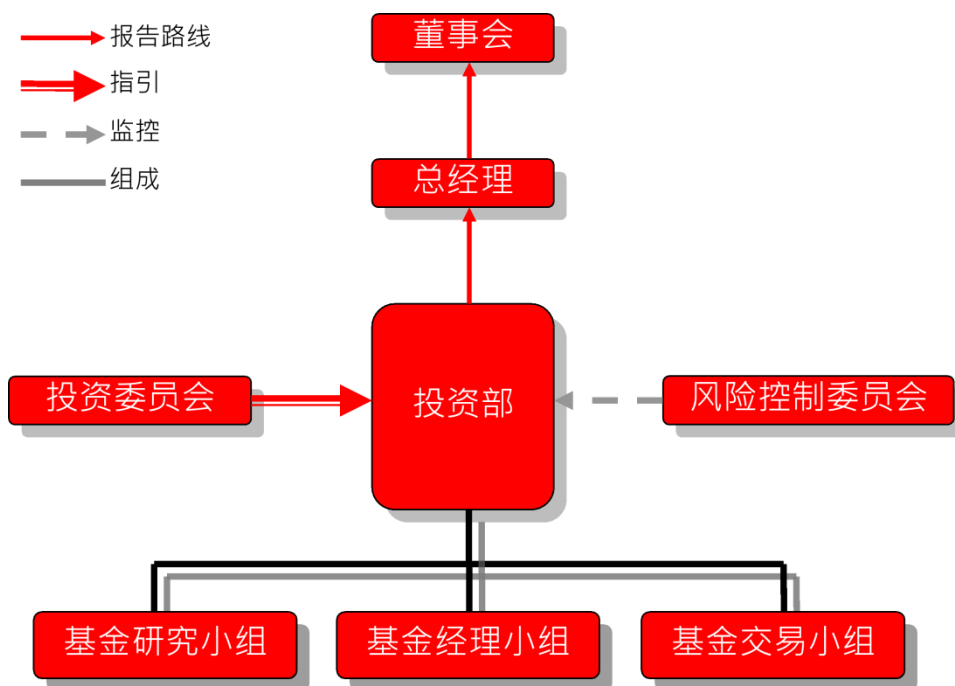 报告路线
指引
监控
组成
董事会
总经理
投资委员会
投资部
风险控制委员会
基金研究小组
基金经理小组
基金交易小组